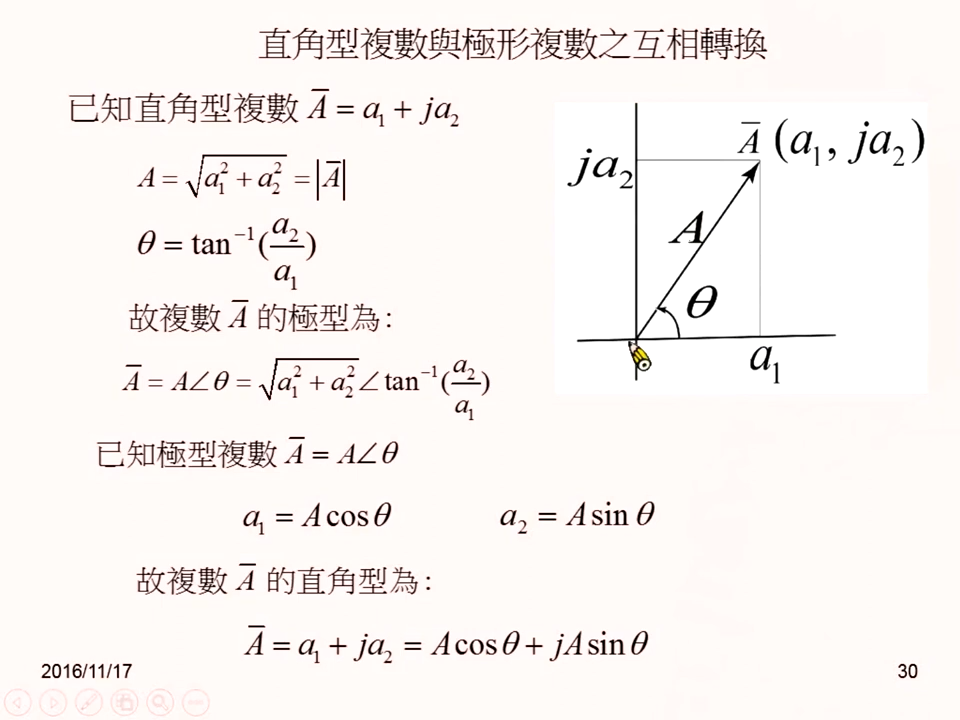 直角型複數與極形複數之互相轉換
已知直角型複數 A̅ = a₁ + ja₂
A = √(a₁² + a₂²) = |A̅|
θ = tan⁻¹(a₂/a₁)
故複數 A̅ 的極型為:
A̅ = A∠θ = √(a₁² + a₂²) ∠ tan⁻¹(a₂/a₁)
已知極型複數 A̅ = A∠θ
a₁ = A cos θ
a₂ = A sin θ
故複數 A̅ 的直角型為:
A̅ = a₁ + ja₂ = A cos θ + jA sin θ
A̅ (a₁, ja₂)
ja₂
A
θ
a₁
2016/11/17
30